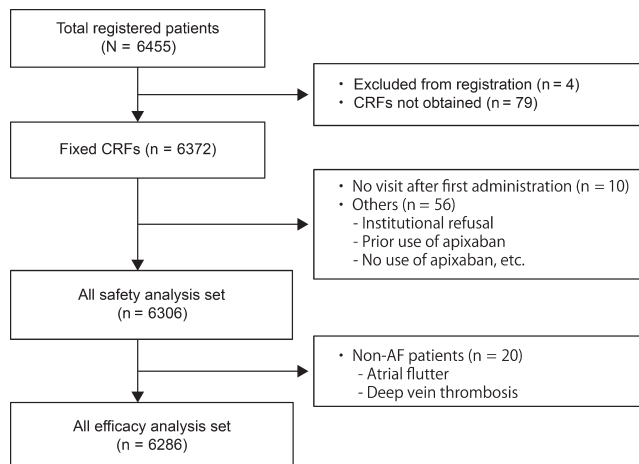 Total registered patients
(N = 6455)
・ Excluded from registration (n = 4)
・ CRFs not obtained (n = 79)
Fixed CRFs (n = 6372)
・ No visit after first administration (n = 10)
・ Others (n = 56)
- Institutional refusal
- Prior use of apixaban
- No use of apixaban, etc.
All safety analysis set
(n = 6306)
・ Non-AF patients (n = 20)
- Atrial flutter
- Deep vein thrombosis
All efficacy analysis set
(n = 6286)